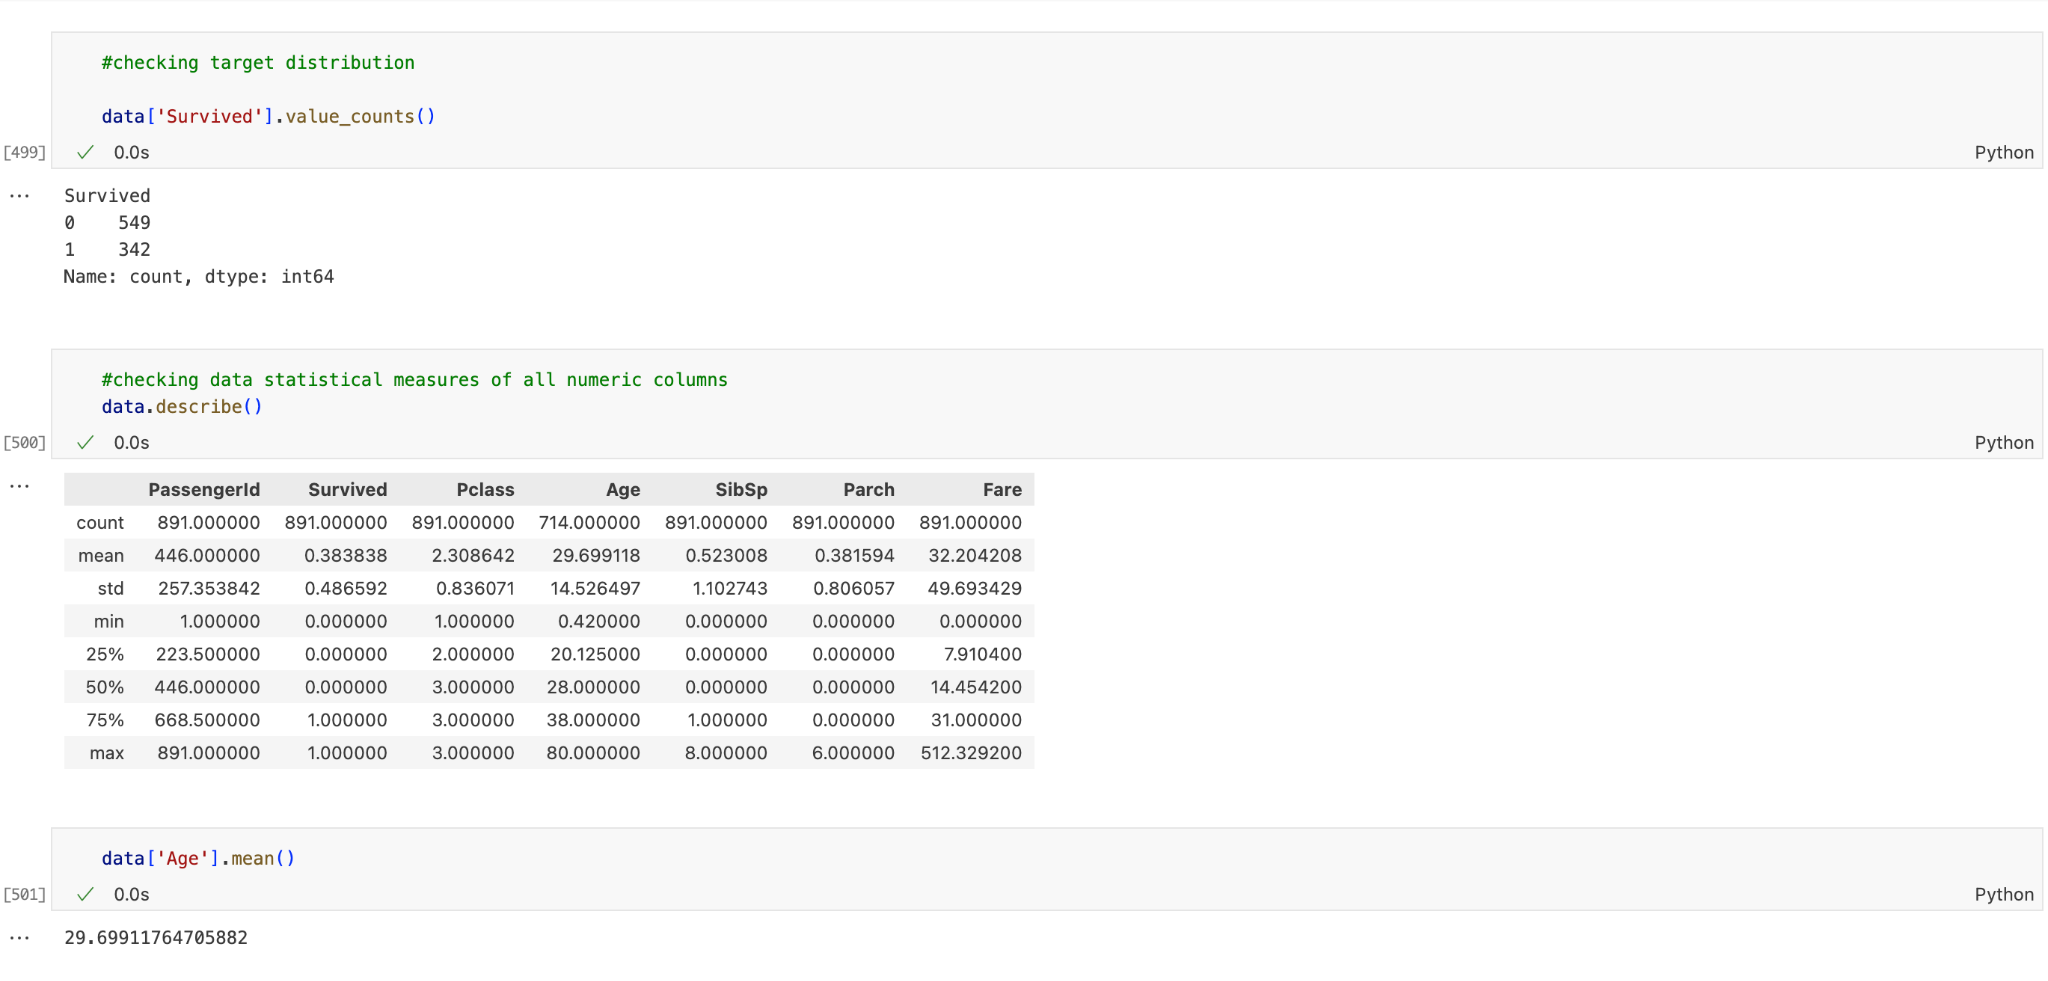 #checking target distribution
data['Survived'].value_counts()
[499] 0.0s Python
... Survived
0    549
1    342
Name: count, dtype: int64
#checking data statistical measures of all numeric columns
data.describe()
[500] 0.0s Python
... PassengerId Survived Pclass Age SibSp Parch Fare
count 891.000000 891.000000 891.000000 714.000000 891.000000 891.000000 891.000000
mean 446.000000 0.383838 2.308642 29.699118 0.523008 0.381594 32.204208
std 257.353842 0.486592 0.836071 14.526497 1.102743 0.806057 49.693429
min 1.000000 0.000000 1.000000 0.420000 0.000000 0.000000 0.000000
25% 223.500000 0.000000 2.000000 20.125000 0.000000 0.000000 7.910400
50% 446.000000 0.000000 3.000000 28.000000 0.000000 0.000000 14.454200
75% 668.500000 1.000000 3.000000 38.000000 1.000000 0.000000 31.000000
max 891.000000 1.000000 3.000000 80.000000 8.000000 6.000000 512.329200
data['Age'].mean()
[501] 0.0s Python
... 29.69911764705882